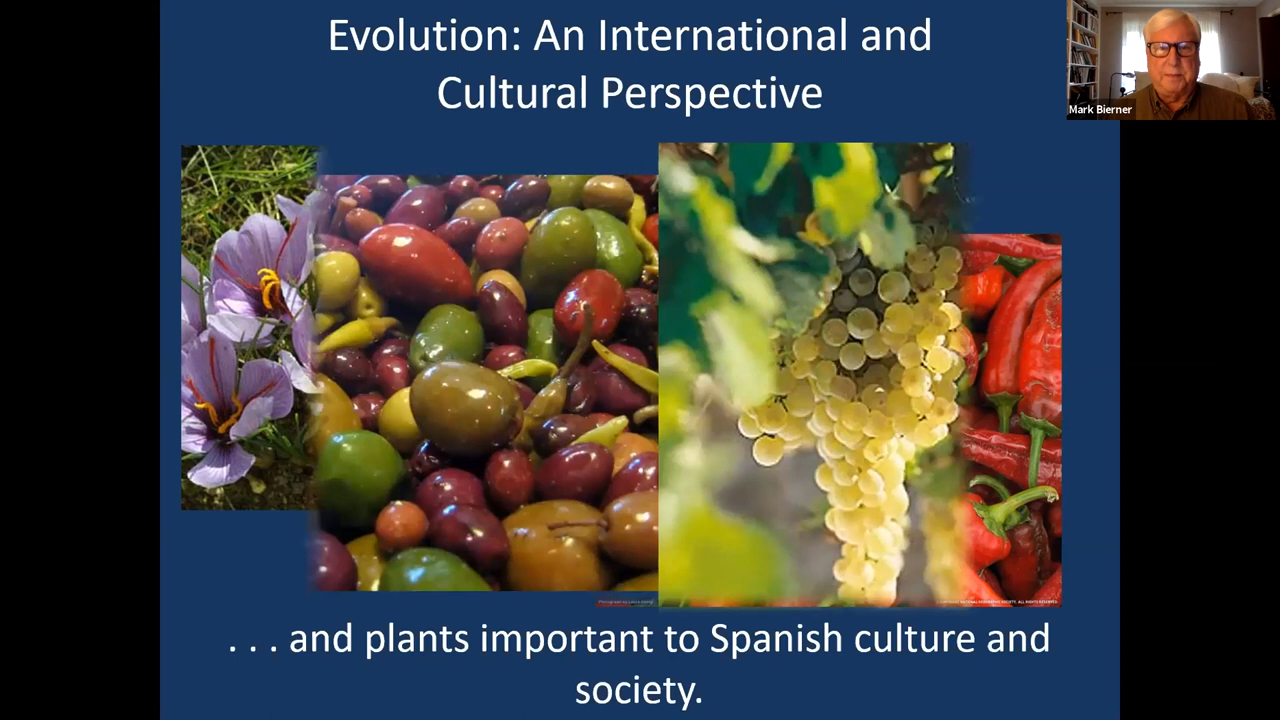 Evolution: An International and
Cultural Perspective
Mark Bierner
. . . and plants important to Spanish culture and
society.